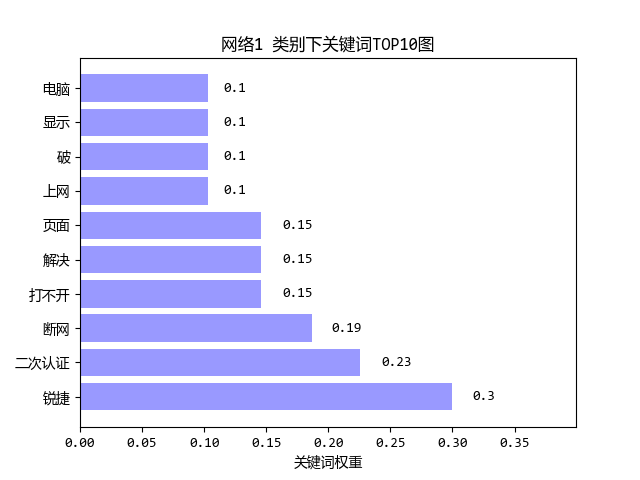 网络1 类别下关键词TOP10图
电脑 0.1
显示 0.1
破 0.1
上网 0.1
页面 0.15
解决 0.15
打不开 0.15
断网 0.19
二次认证 0.23
锐捷 0.3
0.00 0.05 0.10 0.15 0.20 0.25 0.30 0.35
关键词权重